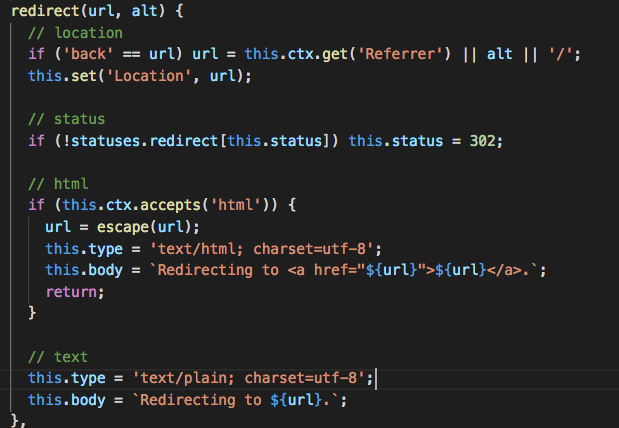 redirect(url, alt) {
  // location
  if ('back' == url) url = this.ctx.get('Referrer') || alt || '/';
  this.set('Location', url);

  // status
  if (!statuses.redirect[this.status]) this.status = 302;

  // html
  if (this.ctx.accepts('html')) {
    url = escape(url);
    this.type = 'text/html; charset=utf-8';
    this.body = `Redirecting to <a href="${url}">${url}</a>.`;
    return;
  }

  // text
  this.type = 'text/plain; charset=utf-8';
  this.body = `Redirecting to ${url}.`;
},